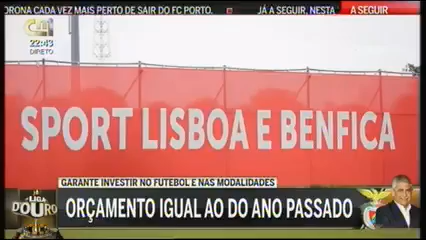 ORONA CADA VEZ MAIS PERTO DE SAIR DO FC PORTO.
JÁ A SEGUIR, NESTA
A SEGUIR
CM
22:43
DIRETO
SPORT LISBOA E BENFICA
GARANTE INVESTIR NO FUTEBOL E NAS MODALIDADES
ORÇAMENTO IGUAL AO DO ANO PASSADO
LIGA
D'OURO